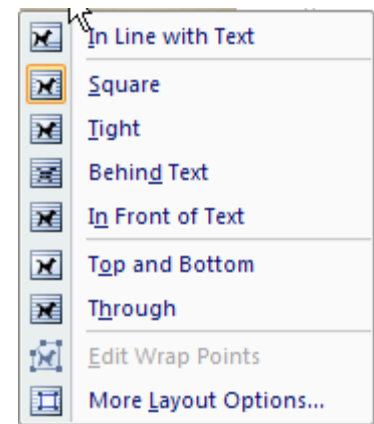 In Line with Text
Square
Tight
Behind Text
In Front of Text
Top and Bottom
Through
Edit Wrap Points
More Layout Options...